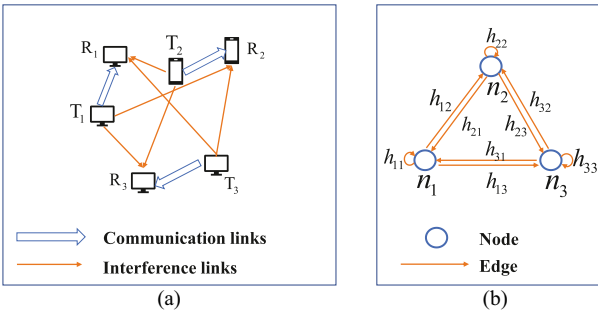 R1
T2
R2
T1
R3
T3
Communication links
Interference links
(a)
h22
n2
h12
h32
h21
h23
h11
h31
h33
n1
h13
n3
Node
Edge
(b)